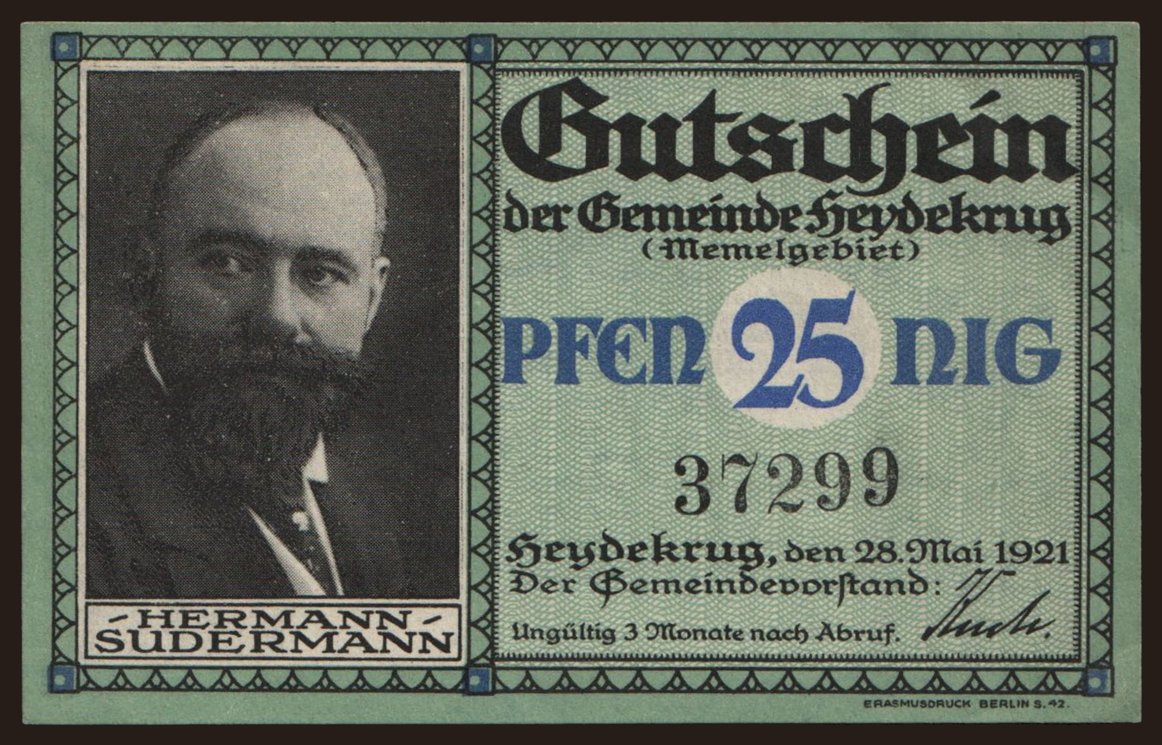 HERMANN
SUDERMANN
Gutschein
der Gemeinde Heydekrug
(Memelgebiet)
PFEN 25 NIG
37299
Heydekrug, den 28. Mai 1921
Der Gemeindevorstand:
Ungültig 3 Monate nach Abruf.
ERASMUSDRUCK BERLIN S. 42.